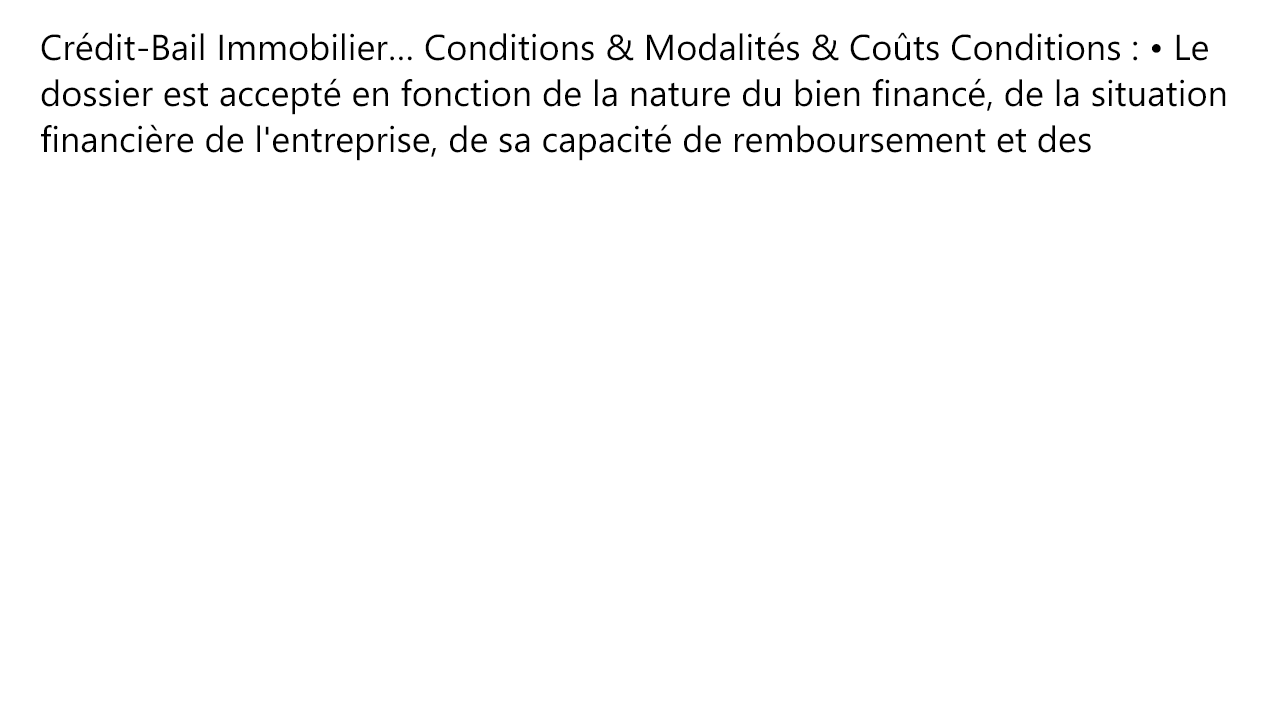 Crédit-Bail Immobilier... Conditions & Modalités & Coûts Conditions : • Le
dossier est accepté en fonction de la nature du bien financé, de la situation
financière de l'entreprise, de sa capacité de remboursement et des